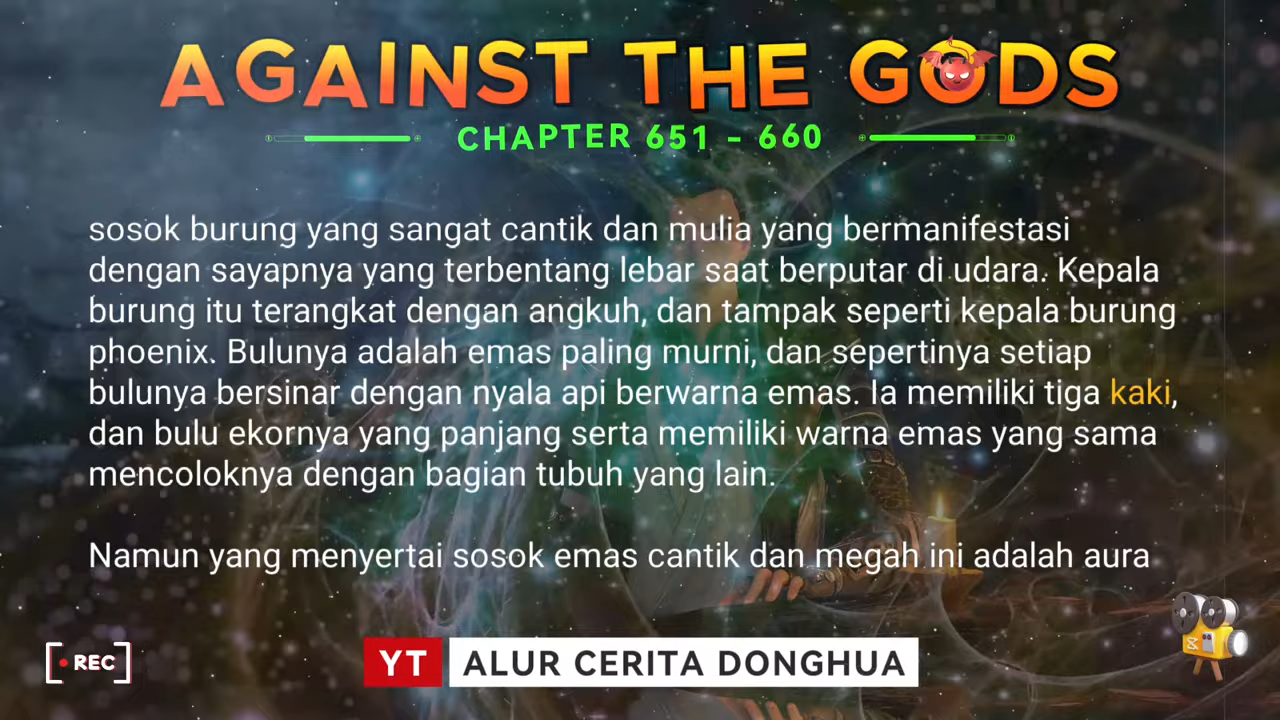 AGAINST THE GODS
CHAPTER 651 - 660
sosok burung yang sangat cantik dan mulia yang bermanifestasi
dengan sayapnya yang terbentang lebar saat berputar di udara. Kepala
burung itu terangkat dengan angkuh, dan tampak seperti kepala burung
phoenix. Bulunya adalah emas paling murni, dan sepertinya setiap
bulunya bersinar dengan nyala api berwarna emas. Ia memiliki tiga kaki,
dan bulu ekornya yang panjang serta memiliki warna emas yang sama
mencoloknya dengan bagian tubuh yang lain.
Namun yang menyertai sosok emas cantik dan megah ini adalah aura
REC
YT ALUR CERITA DONGHUA